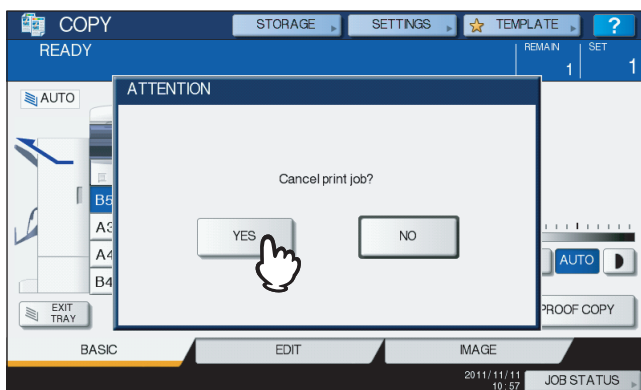 COPY
STORAGE
SETTINGS
TEMPLATE
?
READY
REMAIN
1
SET
1
ATTENTION
AUTO
Cancel print job?
YES
NO
B5
A3
A4
B4
AUTO
EXIT
TRAY
PROOF COPY
BASIC
EDIT
IMAGE
2011/11/11
10:57
JOB STATUS